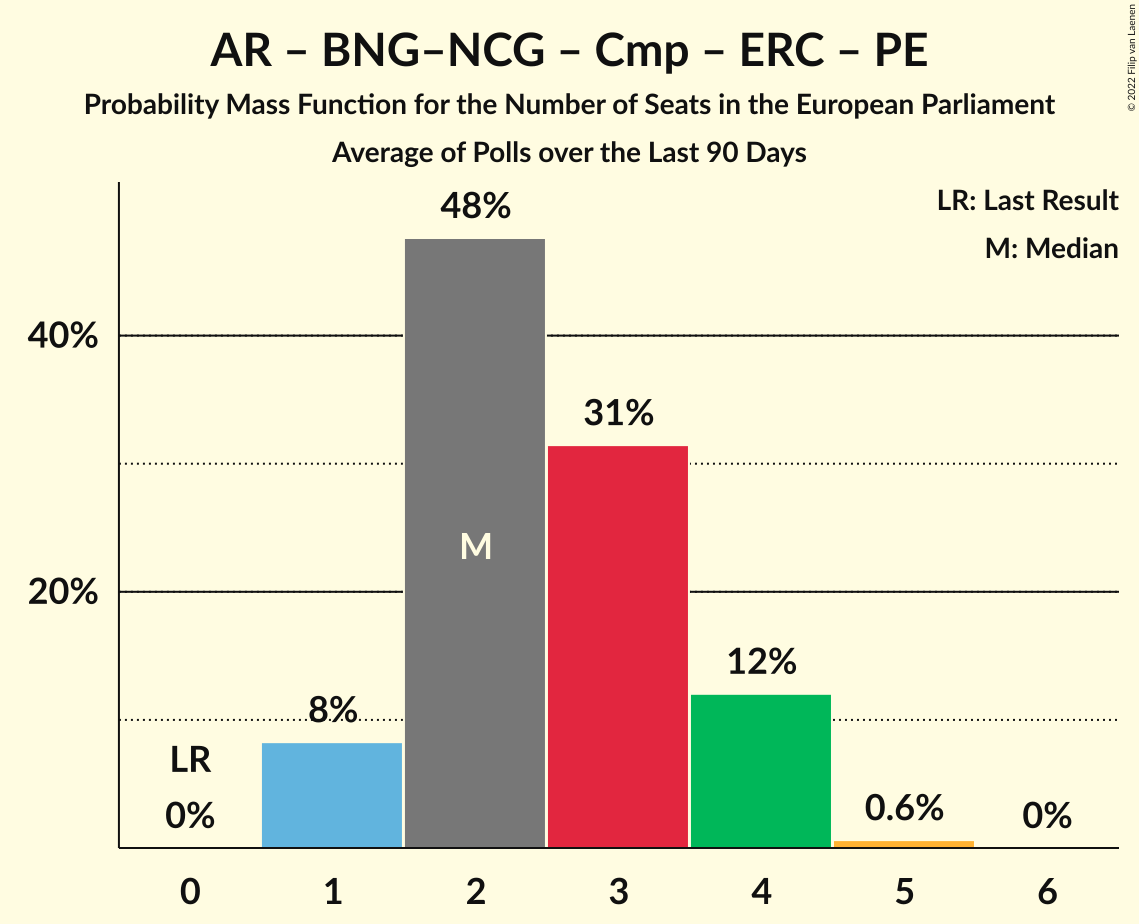 AR – BNG–NCG – Cmp – ERC – PE
Probability Mass Function for the Number of Seats in the European Parliament
Average of Polls over the Last 90 Days
© 2022 Filip van Laenen
LR: Last Result
M: Median
48%
40%
31%
M
20%
12%
8%
LR
0%
0.6%
0%
0 1 2 3 4 5 6